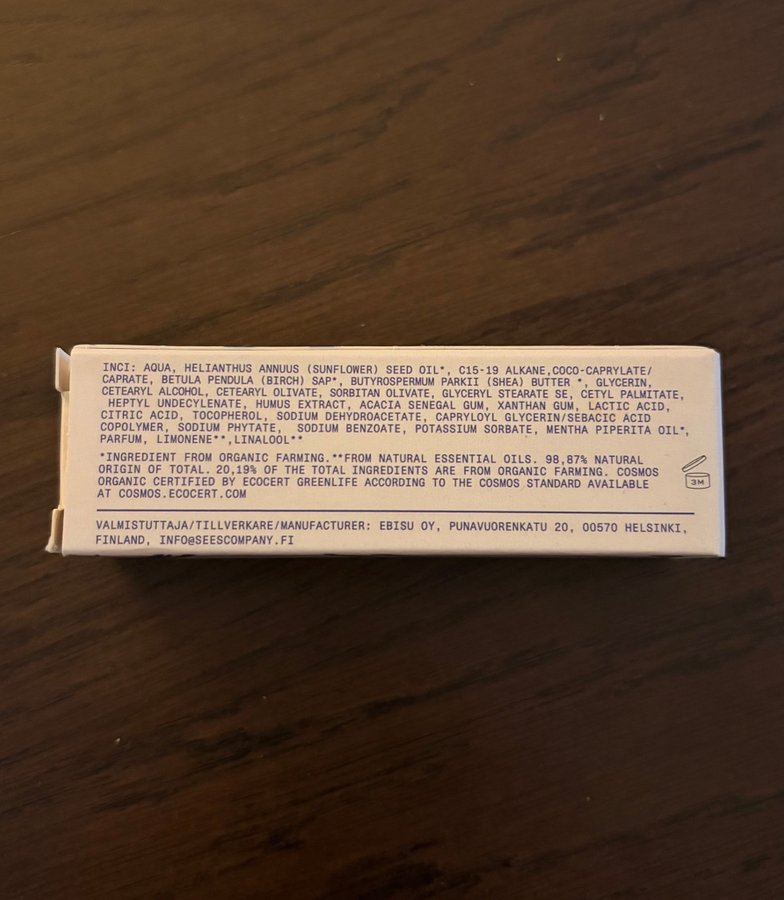 INCI: AQUA, HELIANTHUS ANNUUS (SUNFLOWER) SEED OIL*, C15-19 ALKANE,COCO-CAPRYLATE/
CAPRATE, BETULA PENDULA (BIRCH) SAP*, BUTYROSPERMUM PARKII (SHEA) BUTTER *, GLYCERIN,
CETEARYL ALCOHOL, CETEARYL OLIVATE, SORBITAN OLIVATE, GLYCERYL STEARATE SE, CETYL PALMITATE,
HEPTYL UNDECYLENATE, HUMUS EXTRACT, ACACIA SENEGAL GUM, XANTHAN GUM, LACTIC ACID,
CITRIC ACID, TOCOPHEROL, SODIUM DEHYDROACETATE, CAPRYLOYL GLYCERIN/SEBACIC ACID
COPOLYMER, SODIUM PHYTATE, SODIUM BENZOATE, POTASSIUM SORBATE, MENTHA PIPERITA OIL*,
PARFUM, LIMONENE**,LINALOOL**
*INGREDIENT FROM ORGANIC FARMING.**FROM NATURAL ESSENTIAL OILS. 98,87% NATURAL
ORIGIN OF TOTAL. 20,19% OF THE TOTAL INGREDIENTS ARE FROM ORGANIC FARMING. COSMOS
ORGANIC CERTIFIED BY ECOCERT GREENLIFE ACCORDING TO THE COSMOS STANDARD AVAILABLE
AT COSMOS.ECOCERT.COM
3M
VALMISTUTTAJA/TILLVERKARE/MANUFACTURER: EBISU OY, PUNAVUORENKATU 20, 00570 HELSINKI,
FINLAND, INFO@SEESCOMPANY.FI